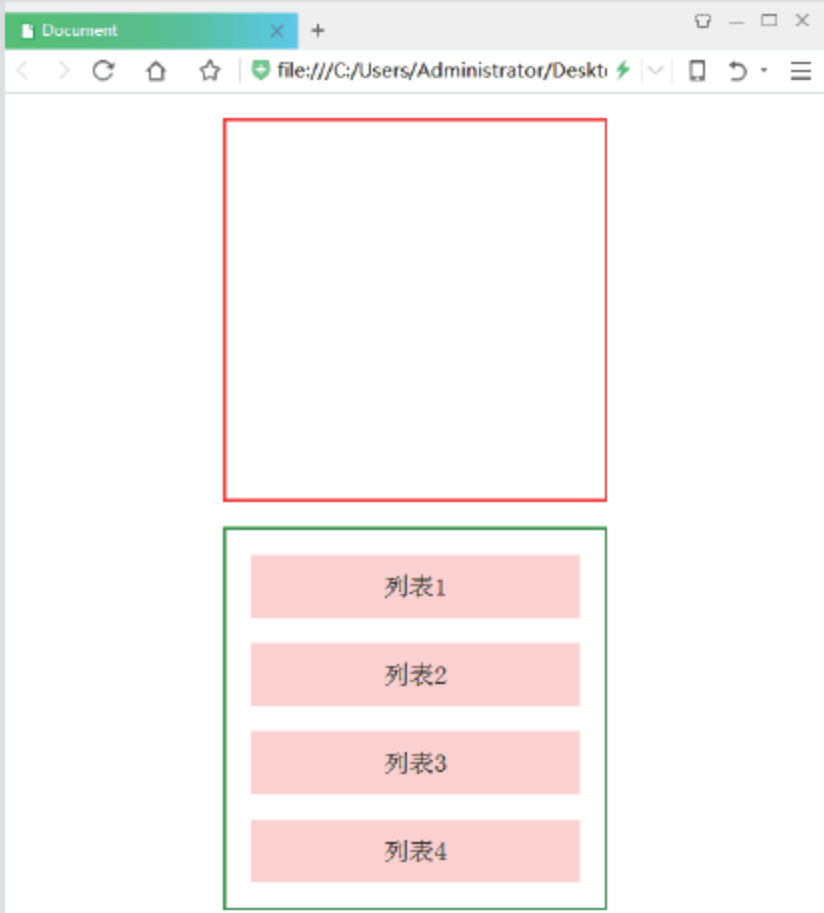 Document
file:///C:/Users/Administrator/Deskt
列表1
列表2
列表3
列表4